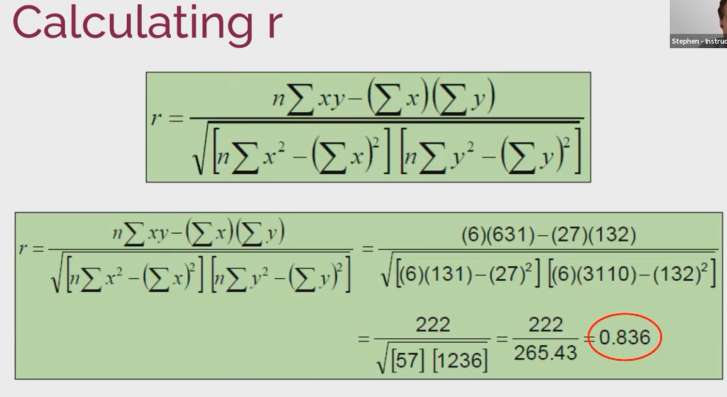 Calculating r
Stephen - Instruc
r = n∑xy−(∑x)(∑y) / √[n∑x² −(∑x)²][n∑y² −(∑y)²]
r = n∑xy−(∑x)(∑y) / √[n∑x² −(∑x)²][n∑y² −(∑y)²] = (6)(631)−(27)(132) / √[(6)(131)−(27)²] [(6)(3110)−(132)²]
= 222 / √[57] [1236] = 222 / 265.43 = 0.836